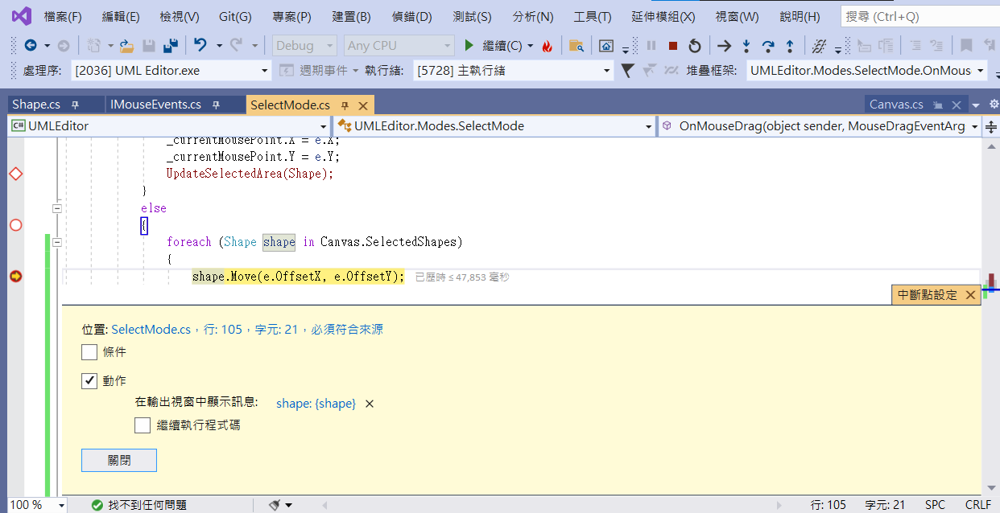 檔案(F) 編輯(E) 檢視(V) Git(G) 專案(P) 建置(B) 偵錯(D) 測試(S) 分析(N) 工具(T) 延伸模組(X) 視窗(W) 說明(H) 搜尋 (Ctrl+Q)
Debug Any CPU 繼續(C)
處理序: [2036] UML Editor.exe 週期事件 執行緒: [5728] 主執行緒 堆疊框架: UMLEditor.Modes.SelectMode.OnMous
Shape.cs IMouseEvents.cs SelectMode.cs Canvas.cs
C# UMLEditor UMLEditor.Modes.SelectMode OnMouseDrag(object sender, MouseDragEventArg
_currentMousePoint.X = e.X;
_currentMousePoint.Y = e.Y;
UpdateSelectedArea(Shape);
}
else
{
foreach (Shape shape in Canvas.SelectedShapes)
{
shape.Move(e.OffsetX, e.OffsetY); 已歷時 ≤ 47,853 毫秒
中斷點設定
位置: SelectMode.cs，行: 105，字元: 21，必須符合來源
條件
動作
在輸出視窗中顯示訊息: shape: {shape}
繼續執行程式碼
關閉
100 % 找不到任何問題 行: 105 字元: 21 SPC CRLF